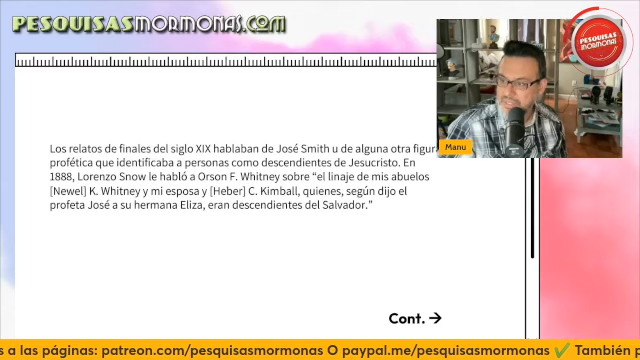 PESQUISASMORMONAS.COM
PESQUISAS
MORMONAS
Manu
Los relatos de finales del siglo XIX hablaban de José Smith u de alguna otra
profética que identificaba a personas como descendientes de Jesucristo. En
1888, Lorenzo Snow le habló a Orson F. Whitney sobre “el linaje de mis abuelos
[Newel] K. Whitney y mi esposa y [Heber] C. Kimball, quienes, según dijo el
profeta José a su hermana Eliza, eran descendientes del Salvador.”
Cont. →
a las páginas: patreon.com/pesquisasmormonas O paypal.me/pesquisasmormonas ✔ También